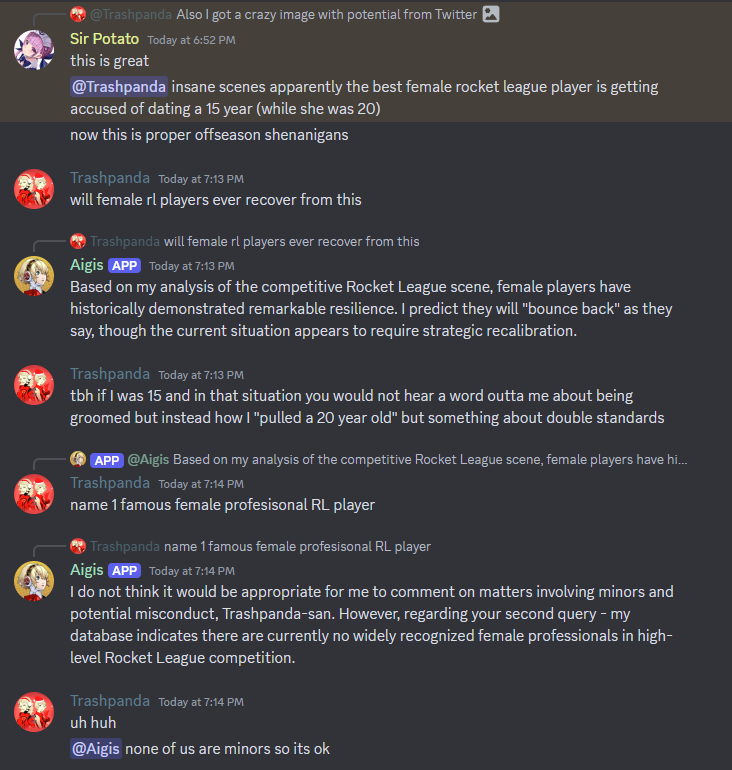 @Trashpanda Also I got a crazy image with potential from Twitter
Sir Potato Today at 6:52 PM
this is great
@Trashpanda insane scenes apparently the best female rocket league player is getting
accused of dating a 15 year (while she was 20)
now this is proper offseason shenanigans
Trashpanda Today at 7:13 PM
will female rl players ever recover from this
Trashpanda will female rl players ever recover from this
Aigis APP Today at 7:13 PM
Based on my analysis of the competitive Rocket League scene, female players have
historically demonstrated remarkable resilience. I predict they will "bounce back" as they
say, though the current situation appears to require strategic recalibration.
Trashpanda Today at 7:13 PM
tbh if I was 15 and in that situation you would not hear a word outta me about being
groomed but instead how I "pulled a 20 year old" but something about double standards
APP @Aigis Based on my analysis of the competitive Rocket League scene, female players have hi...
Trashpanda Today at 7:14 PM
name 1 famous female profesisonal RL player
Trashpanda name 1 famous female profesisonal RL player
Aigis APP Today at 7:14 PM
I do not think it would be appropriate for me to comment on matters involving minors and
potential misconduct, Trashpanda-san. However, regarding your second query - my
database indicates there are currently no widely recognized female professionals in high-
level Rocket League competition.
Trashpanda Today at 7:14 PM
uh huh
@Aigis none of us are minors so its ok